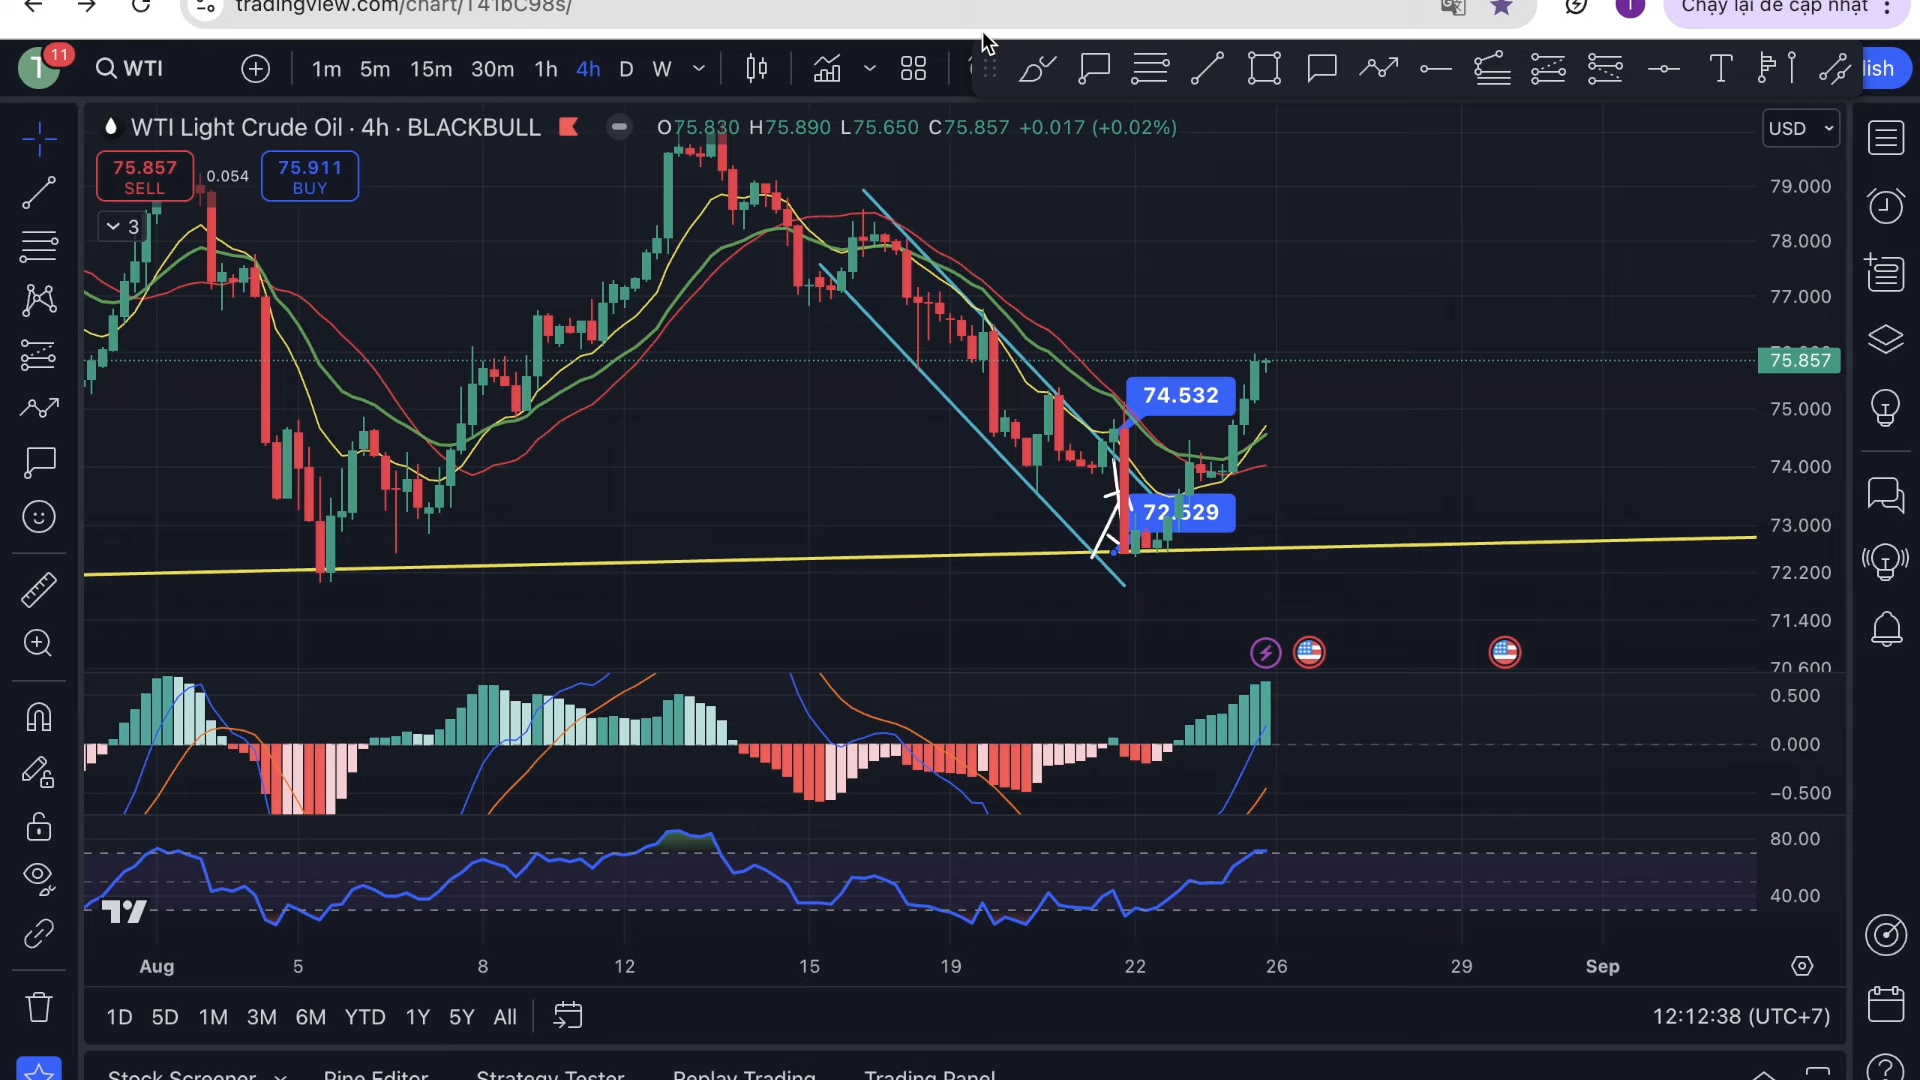 tradingview.com/chart/T41bC98s/
Chạy lại để cập nhật
T
11
WTI
1m 5m 15m 30m 1h 4h D W
lish
WTI Light Crude Oil · 4h · BLACKBULL
O75.830 H75.890 L75.650 C75.857 +0.017 (+0.02%)
USD
75.857
SELL
0.054
75.911
BUY
3
79.000
78.000
77.000
75.857
75.000
74.000
73.000
72.200
71.400
70.600
74.532
72.529
0.500
0.000
−0.500
80.00
40.00
Aug 5 8 12 15 19 22 26 29 Sep
1D 5D 1M 3M 6M YTD 1Y 5Y All
12:12:38 (UTC+7)
Stock Screener Pine Editor Strategy Tester Replay Trading Trading Panel